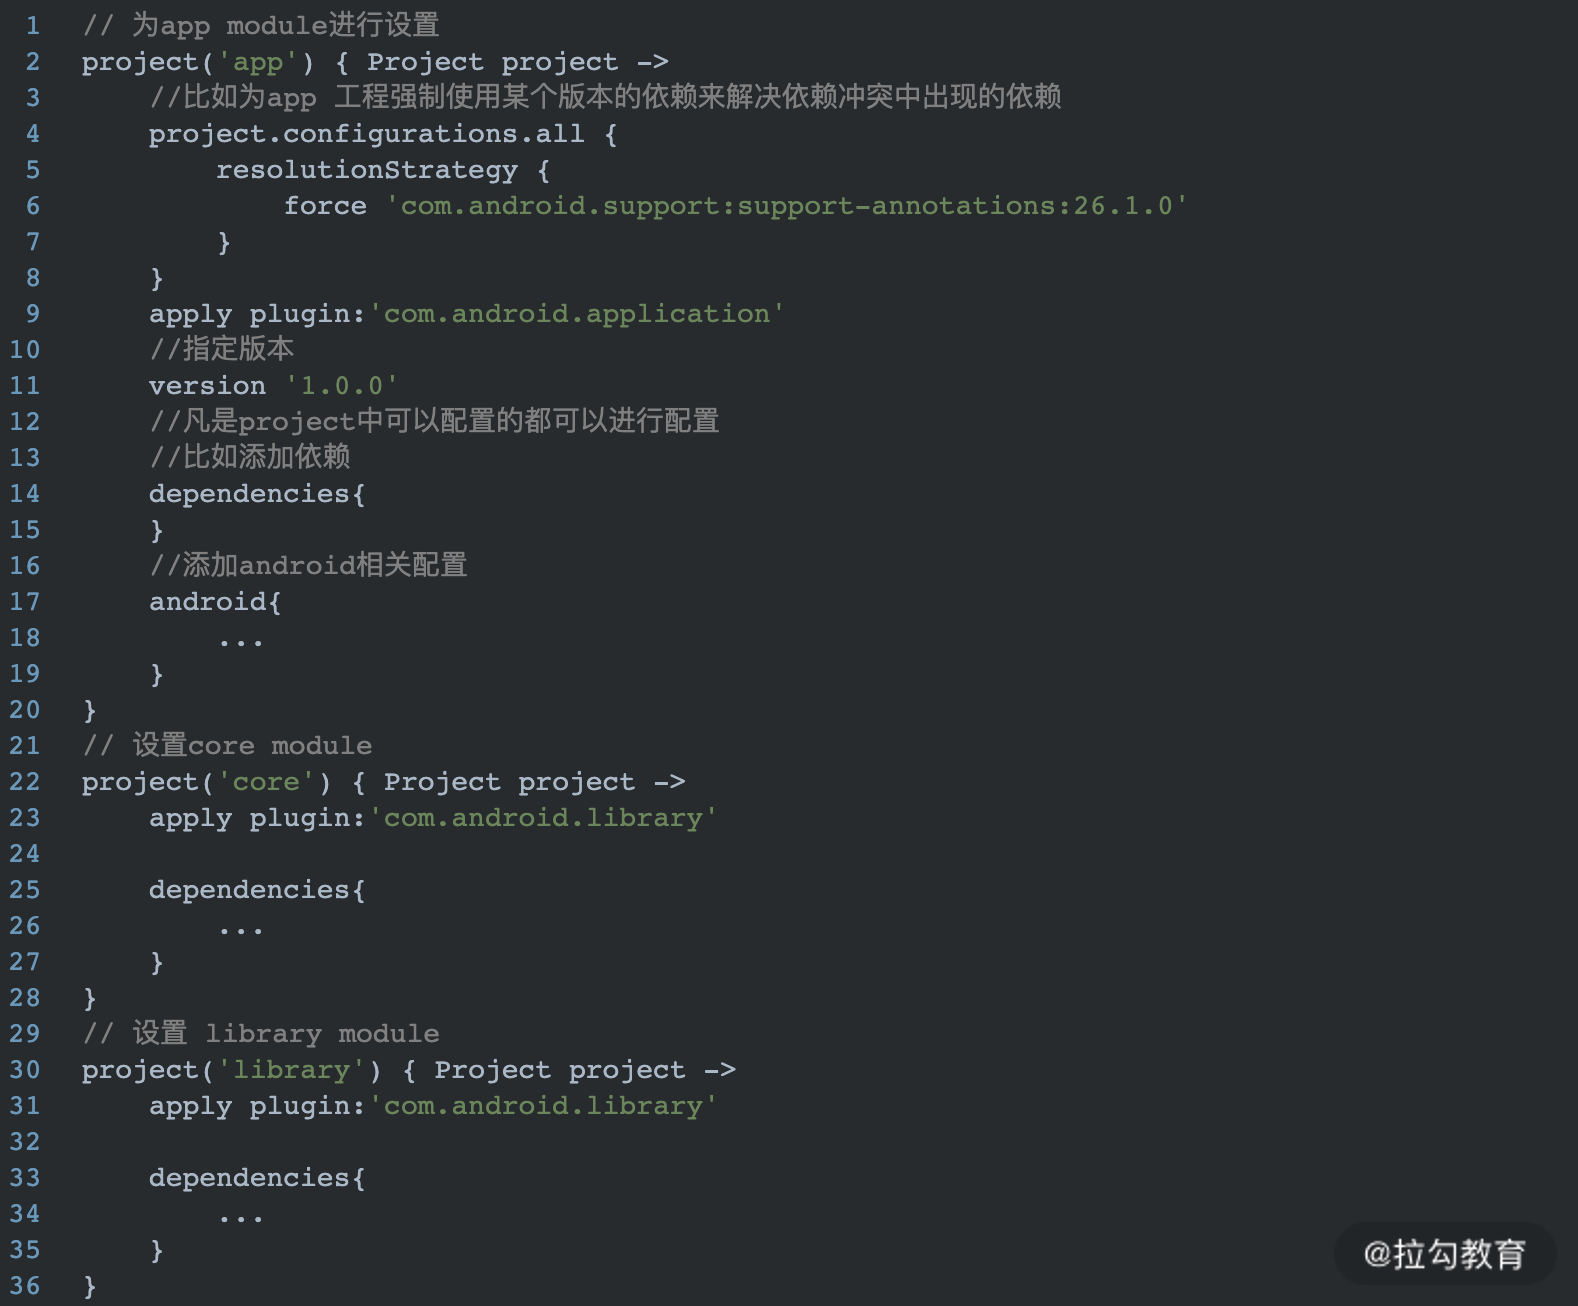 1 // 为app module进行设置
2 project('app') { Project project ->
3 //比如为app 工程强制使用某个版本的依赖来解决依赖冲突中出现的依赖
4 project.configurations.all {
5 resolutionStrategy {
6 force 'com.android.support:support-annotations:26.1.0'
7 }
8 }
9 apply plugin:'com.android.application'
10 //指定版本
11 version '1.0.0'
12 //凡是project中可以配置的都可以进行配置
13 //比如添加依赖
14 dependencies{
15 }
16 //添加android相关配置
17 android{
18 ...
19 }
20 }
21 // 设置core module
22 project('core') { Project project ->
23 apply plugin:'com.android.library'
24
25 dependencies{
26 ...
27 }
28 }
29 // 设置 library module
30 project('library') { Project project ->
31 apply plugin:'com.android.library'
32
33 dependencies{
34 ...
35 }
36 }
@拉勾教育